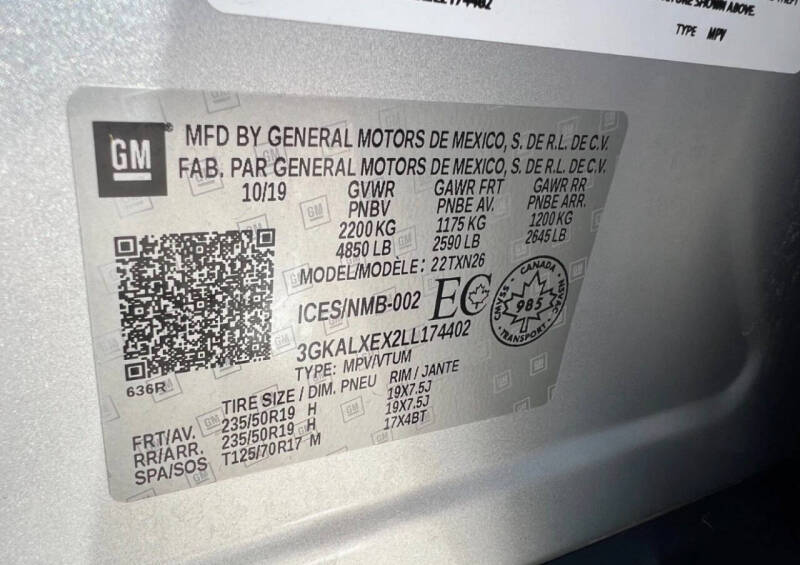 TYPE MPV
GM
MFD BY GENERAL MOTORS DE MEXICO, S. DE R.L. DE C.V.
FAB. PAR GENERAL MOTORS DE MEXICO, S. DE R.L. DE C.V.
10/19 GVWR GAWR FRT GAWR RR
PNBV PNBE AV. PNBE ARR.
2200 KG 1175 KG 1200 KG
4850 LB 2590 LB 2645 LB
MODEL/MODÈLE: 22TXN26
ICES/NMB-002 EC
CANADA
985
TRANSPORT
3GKALXEX2LL174402
TYPE: MPV/VTUM
636R
TIRE SIZE / DIM. PNEU RIM / JANTE
FRT/AV. 235/50R19 H 19X7.5J
RR/ARR. 235/50R19 H 19X7.5J
SPA/SOS T125/70R17 M 17X4BT